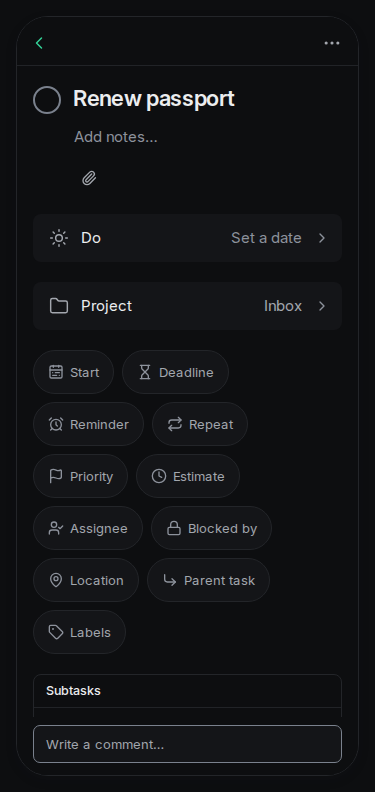 Renew passport
Add notes...
Do Set a date
Project Inbox
Start Deadline
Reminder Repeat
Priority Estimate
Assignee Blocked by
Location Parent task
Labels
Subtasks
Write a comment...